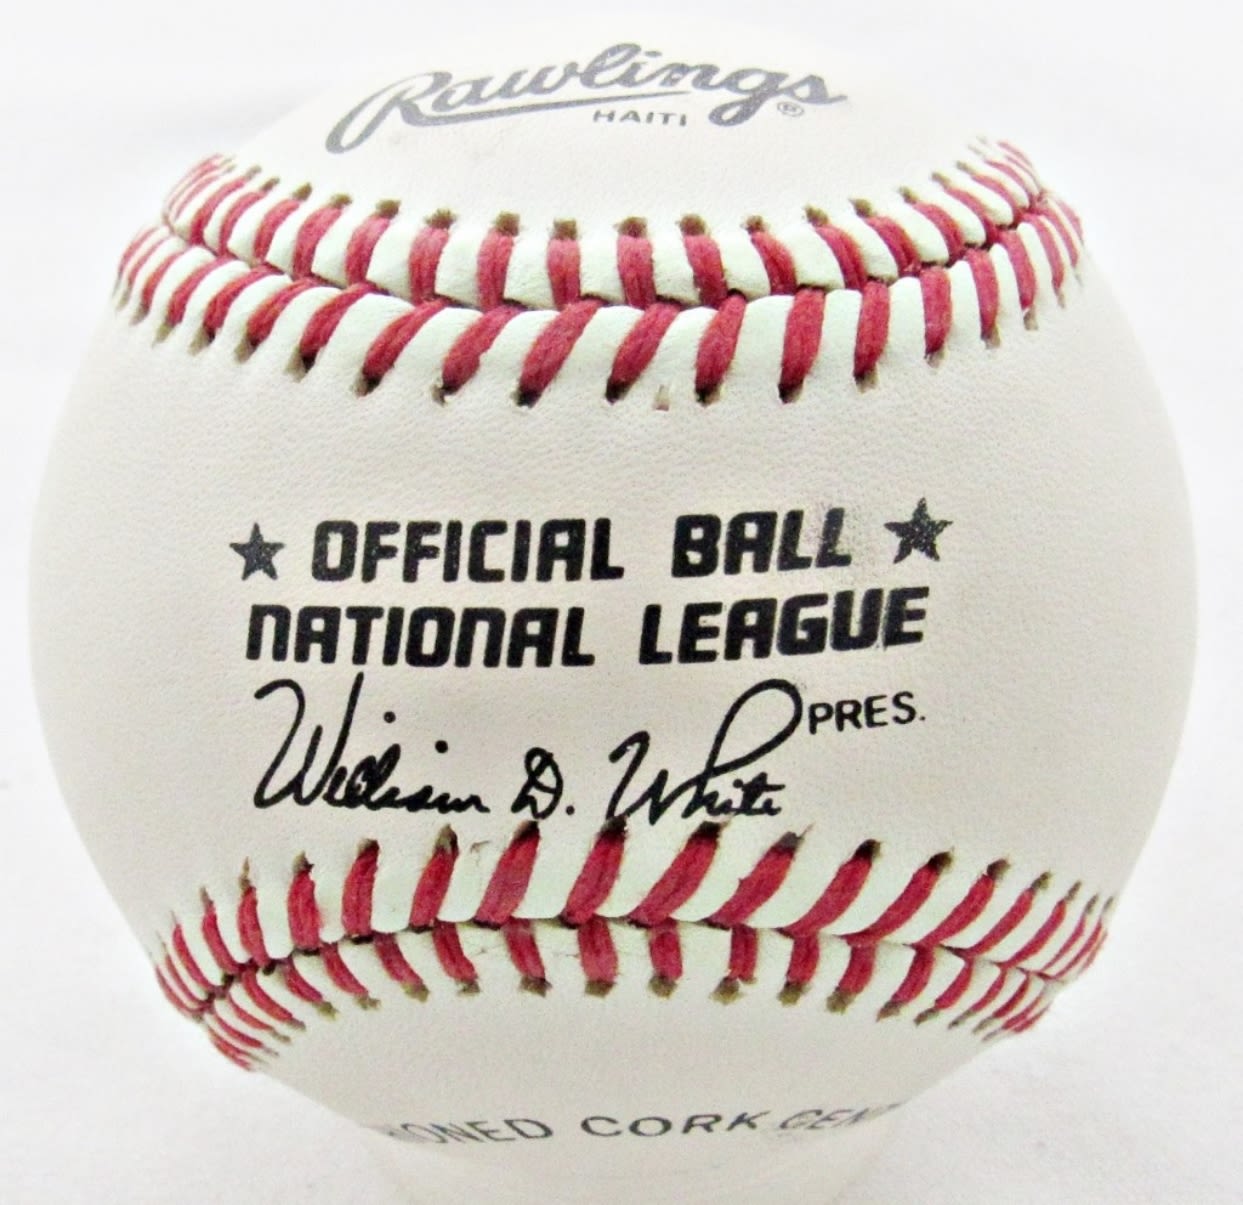 Rawlings ®
HAITI
★ OFFICIAL BALL ★
NATIONAL LEAGUE
William D. White PRES.
CORK